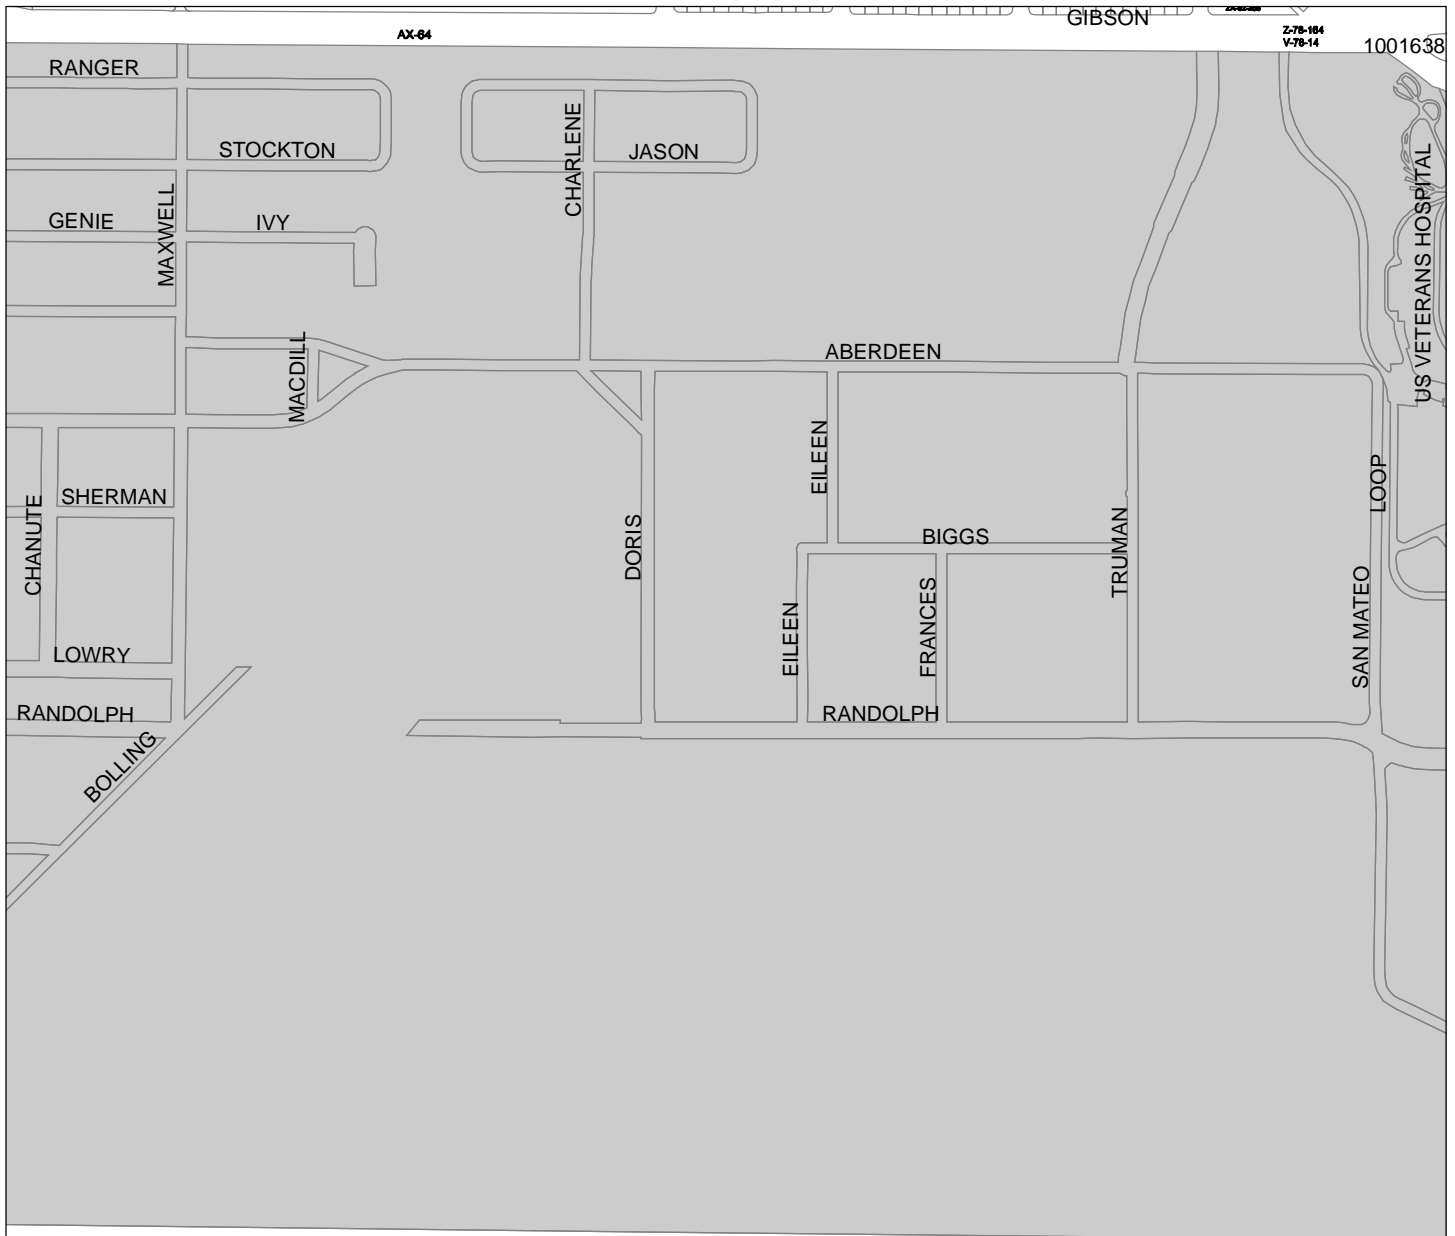 GIBSON
AX-64
Z-78-164
V-78-14
1001638
RANGER
STOCKTON
CHARLENE
JASON
US VETERANS HOSPITAL
MAXWELL
GENIE
IVY
MACDILL
ABERDEEN
EILEEN
LOOP
CHANUTE
SHERMAN
DORIS
BIGGS
TRUMAN
EILEEN
FRANCES
SAN MATEO
LOWRY
RANDOLPH
RANDOLPH
BOLLING